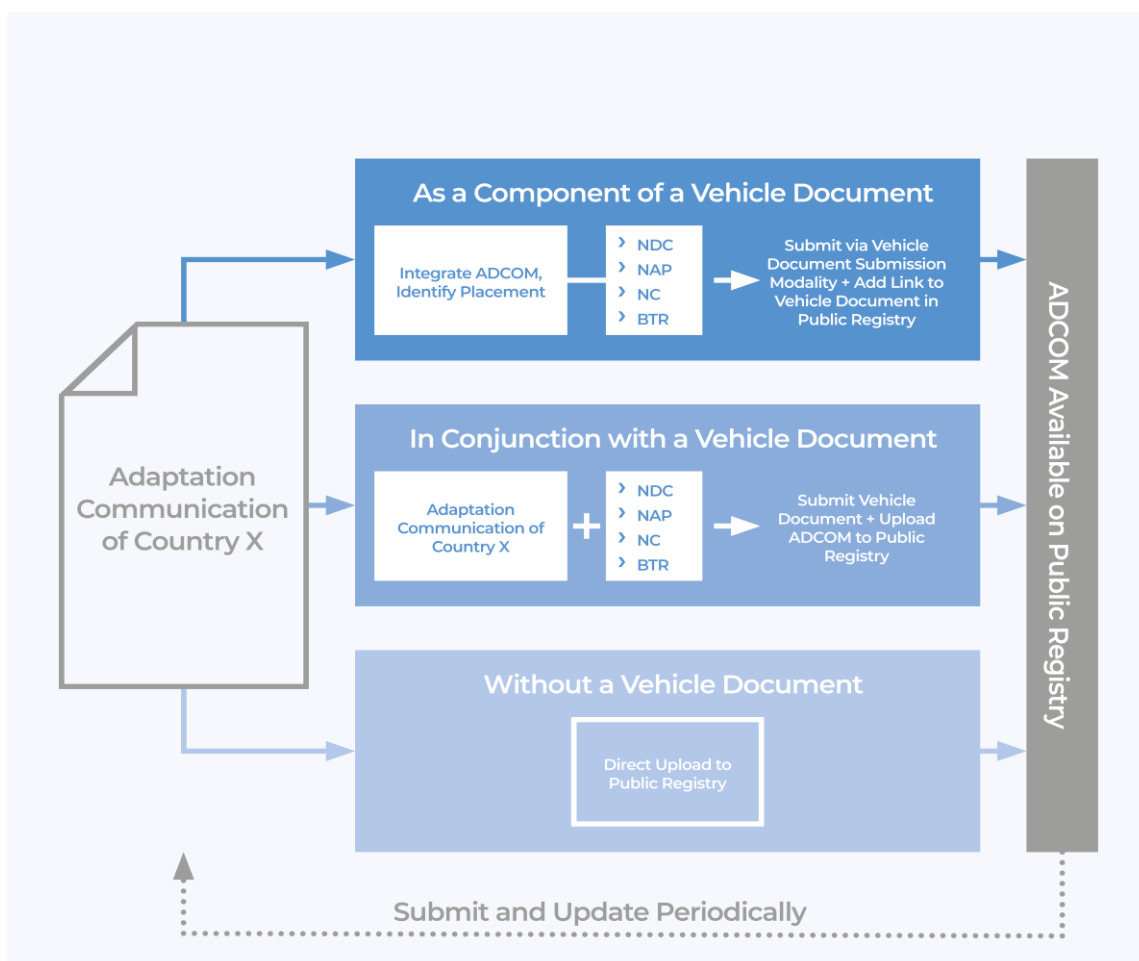 As a Component of a Vehicle Document
Integrate ADCOM,
Identify Placement
› NDC
› NAP
› NC
› BTR
Submit via Vehicle
Document Submission
Modality + Add Link to
Vehicle Document in
Public Registry
Adaptation
Communication
of Country X
In Conjunction with a Vehicle Document
Adaptation
Communication of
Country X
+
› NDC
› NAP
› NC
› BTR
Submit Vehicle
Document + Upload
ADCOM to Public
Registry
Without a Vehicle Document
Direct Upload to
Public Registry
ADCOM Available on Public Registry
Submit and Update Periodically